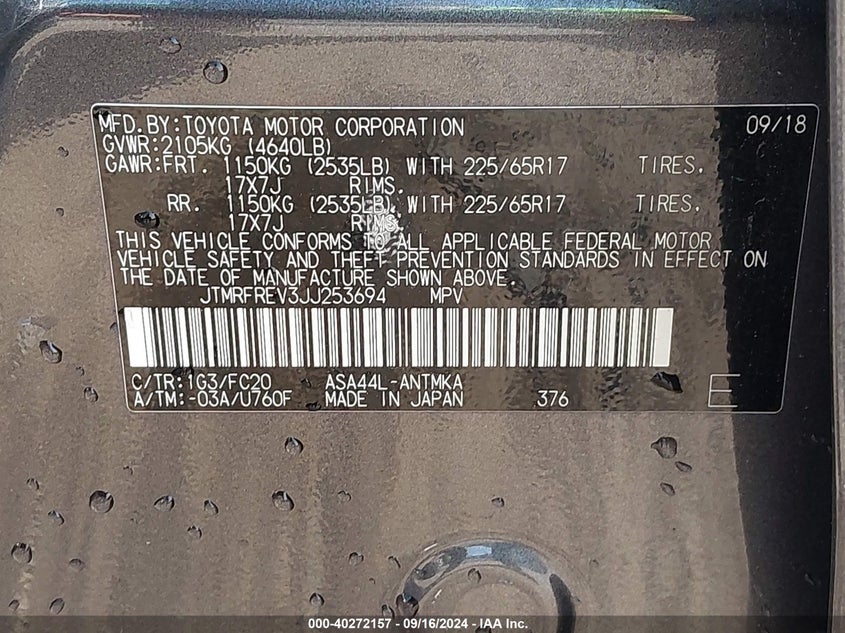 MFD.BY:TOYOTA MOTOR CORPORATION 09/18
GVWR:2105KG (4640LB)
GAWR:FRT. 1150KG (2535LB) WITH 225/65R17 TIRES.
17X7J RIMS.
RR. 1150KG (2535LB) WITH 225/65R17 TIRES.
17X7J RIMS.
THIS VEHICLE CONFORMS TO ALL APPLICABLE FEDERAL MOTOR
VEHICLE SAFETY AND THEFT PREVENTION STANDARDS IN EFFECT ON
THE DATE OF MANUFACTURE SHOWN ABOVE.
JTMRFREV3JJ253694 MPV
C/TR:1G3/FC20 ASA44L-ANTMKA
A/TM:-03A/U760F MADE IN JAPAN 376 E
000-40272157 - 09/16/2024 - IAA Inc.